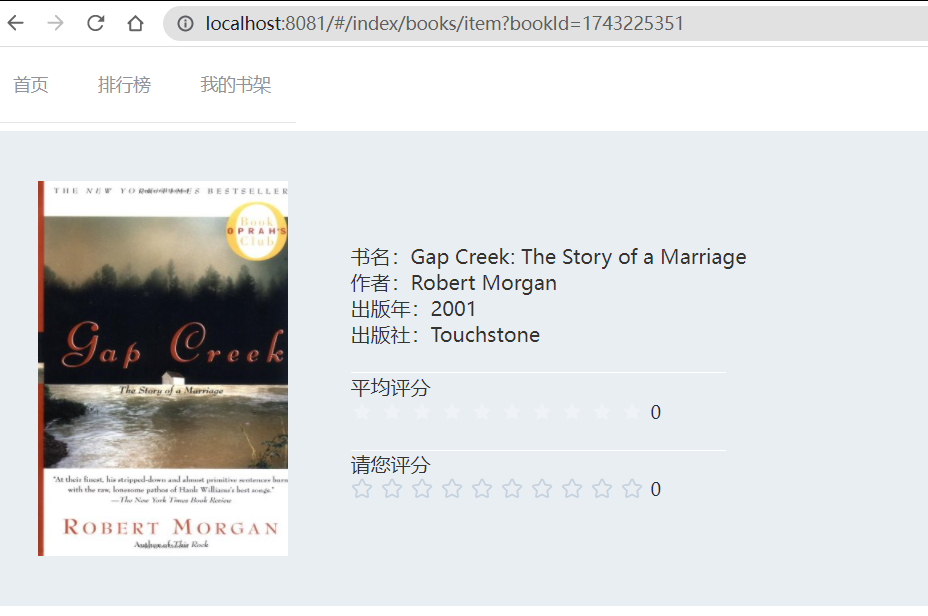 localhost:8081/#/index/books/item?bookId=1743225351
首页 排行榜 我的书架
THE NEW YORK TIMES BESTSELLER
Book
OPRAH'S
Club
Gap Creek
The Story of a Marriage
"At their finest, his stripped-down and almost primitive sentences burn
with the raw, lonesome pathos of Hank Williams's best songs."
—The New York Times Book Review
ROBERT MORGAN
Author of This Rock
书名：Gap Creek: The Story of a Marriage
作者：Robert Morgan
出版年：2001
出版社：Touchstone
平均评分
0
请您评分
0